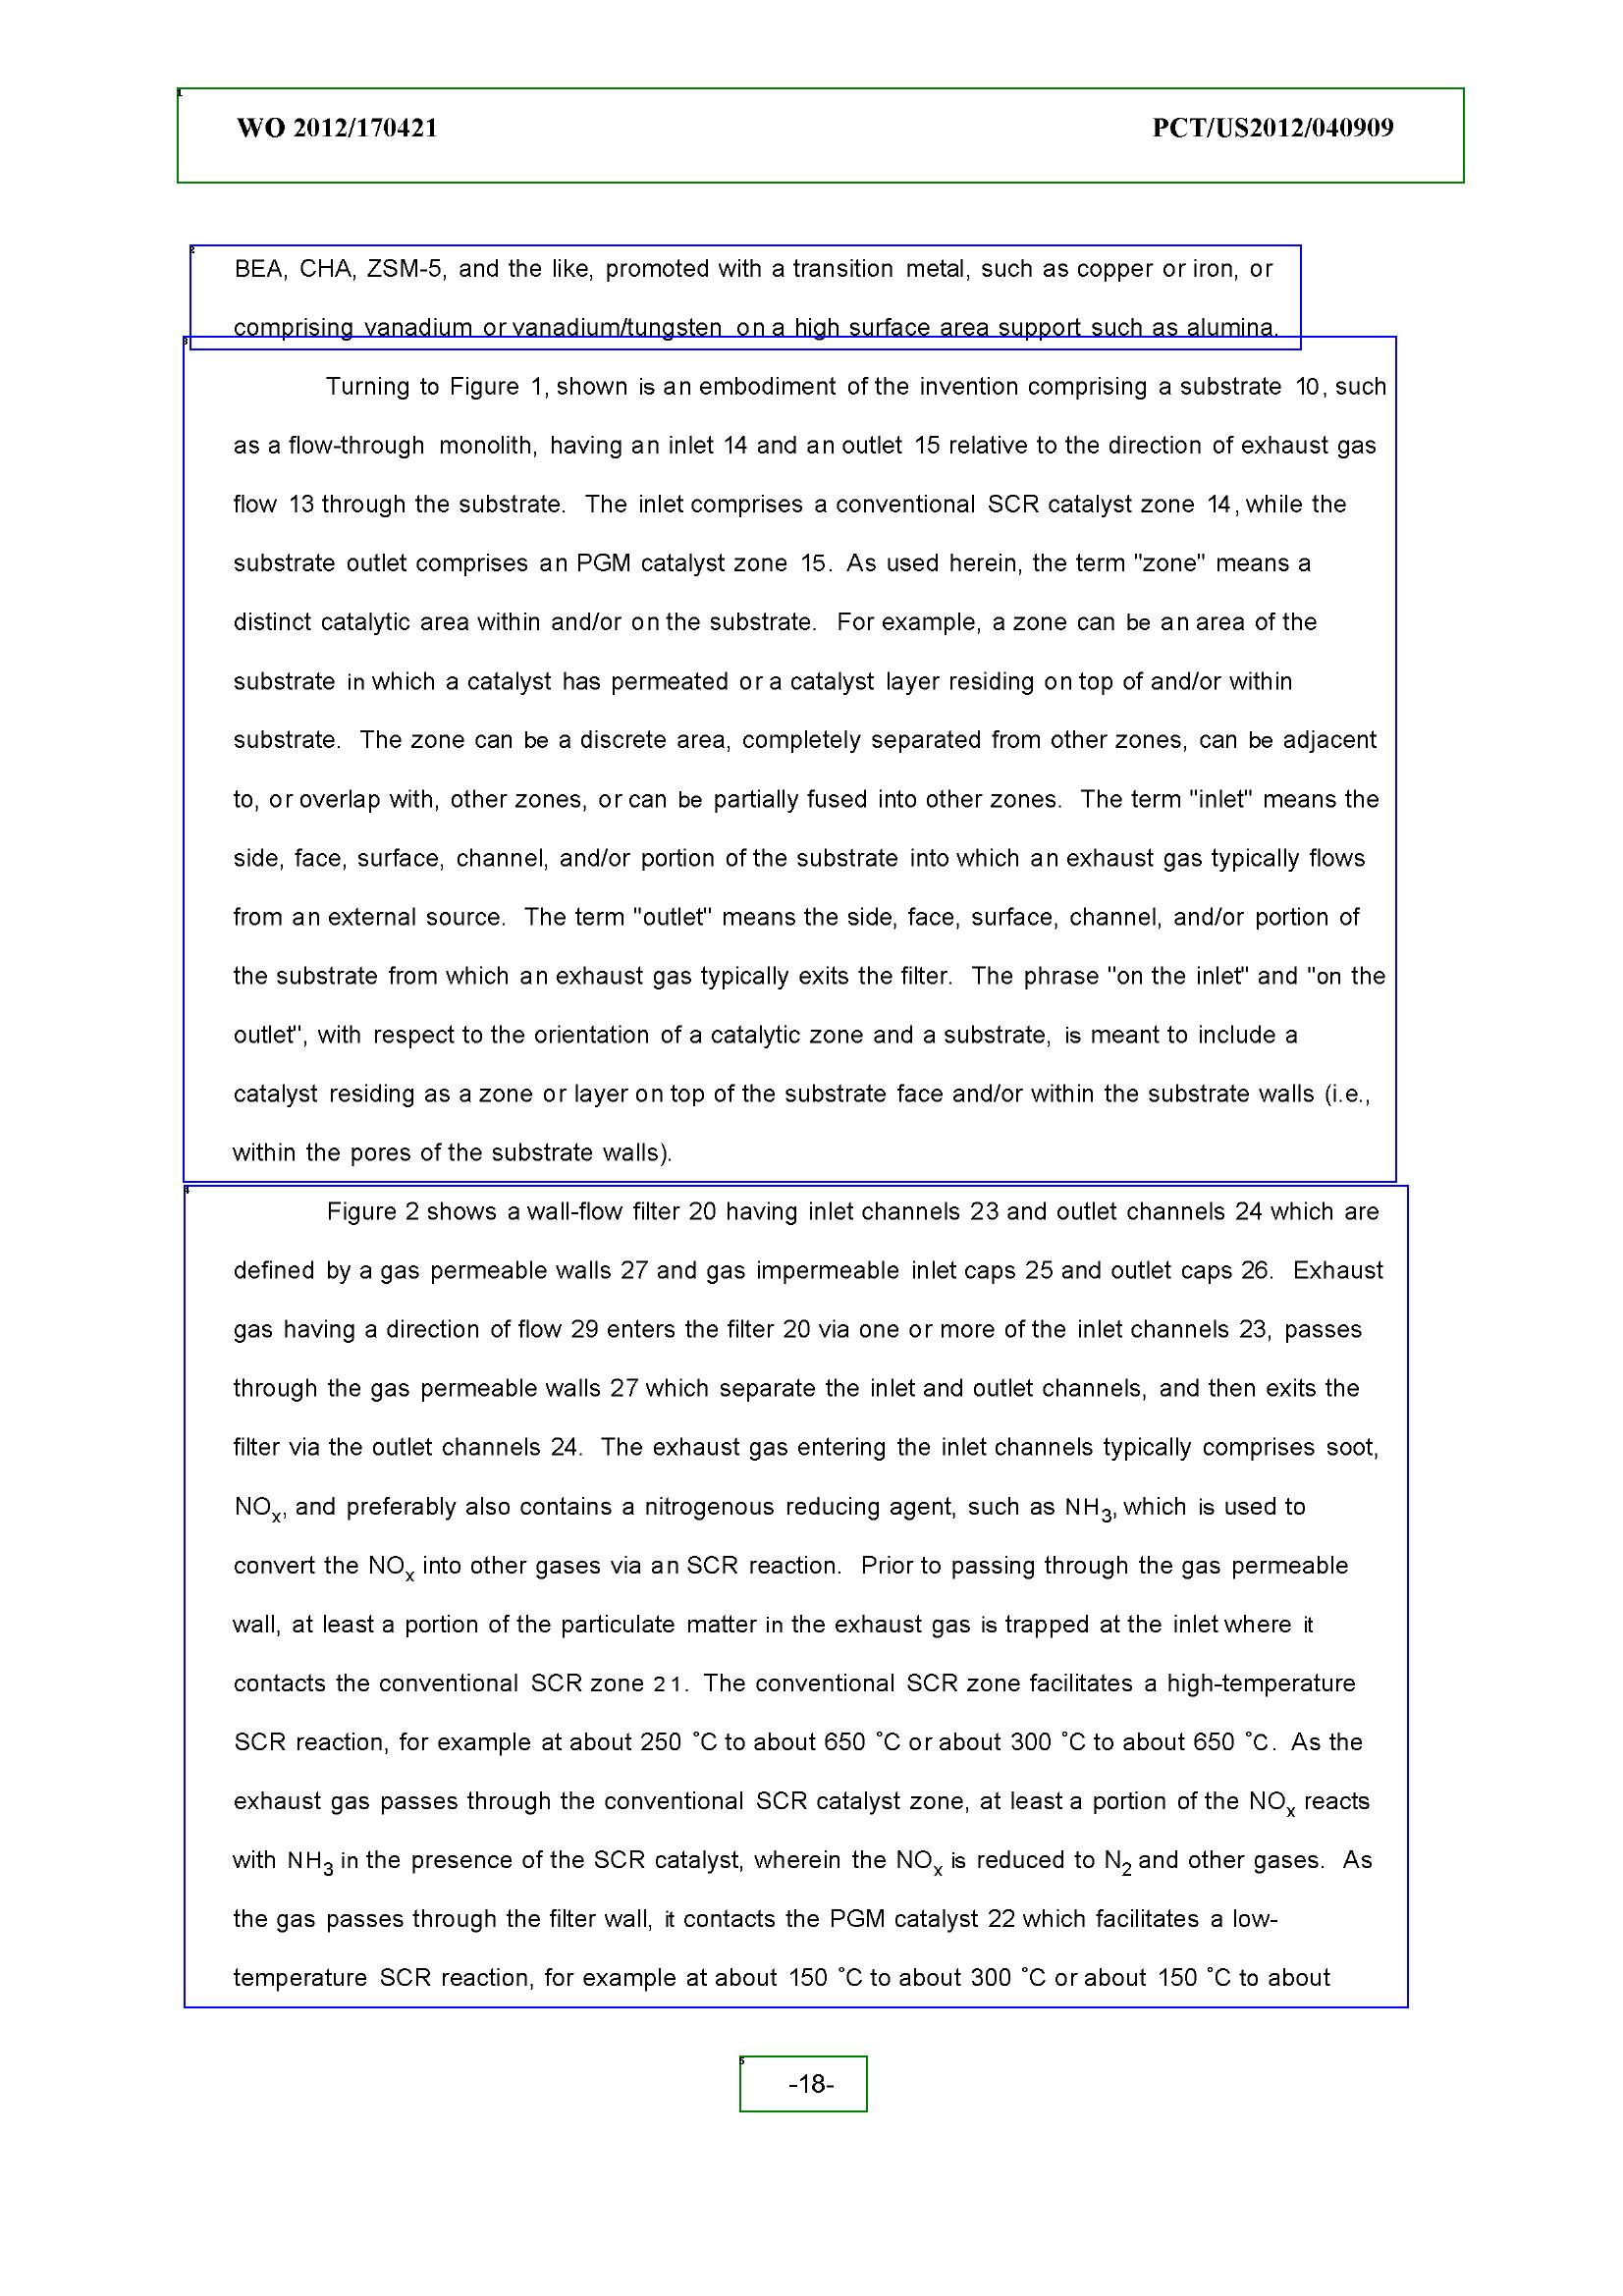 WO 2012/170421 PCT/US2012/040909
BEA, CHA, ZSM-5, and the like, promoted with a transition metal, such as copper or iron, or
comprising vanadium or vanadium/tungsten on a high surface area support such as alumina.
Turning to Figure 1, shown is an embodiment of the invention comprising a substrate 10, such
as a flow-through monolith, having an inlet 14 and an outlet 15 relative to the direction of exhaust gas
flow 13 through the substrate. The inlet comprises a conventional SCR catalyst zone 14, while the
substrate outlet comprises an PGM catalyst zone 15. As used herein, the term "zone" means a
distinct catalytic area within and/or on the substrate. For example, a zone can be an area of the
substrate in which a catalyst has permeated or a catalyst layer residing on top of and/or within
substrate. The zone can be a discrete area, completely separated from other zones, can be adjacent
to, or overlap with, other zones, or can be partially fused into other zones. The term "inlet" means the
side, face, surface, channel, and/or portion of the substrate into which an exhaust gas typically flows
from an external source. The term "outlet" means the side, face, surface, channel, and/or portion of
the substrate from which an exhaust gas typically exits the filter. The phrase "on the inlet" and "on the
outlet", with respect to the orientation of a catalytic zone and a substrate, is meant to include a
catalyst residing as a zone or layer on top of the substrate face and/or within the substrate walls (i.e.,
within the pores of the substrate walls).
Figure 2 shows a wall-flow filter 20 having inlet channels 23 and outlet channels 24 which are
defined by a gas permeable walls 27 and gas impermeable inlet caps 25 and outlet caps 26. Exhaust
gas having a direction of flow 29 enters the filter 20 via one or more of the inlet channels 23, passes
through the gas permeable walls 27 which separate the inlet and outlet channels, and then exits the
filter via the outlet channels 24. The exhaust gas entering the inlet channels typically comprises soot,
NOx, and preferably also contains a nitrogenous reducing agent, such as NH3, which is used to
convert the NOx into other gases via an SCR reaction. Prior to passing through the gas permeable
wall, at least a portion of the particulate matter in the exhaust gas is trapped at the inlet where it
contacts the conventional SCR zone 21. The conventional SCR zone facilitates a high-temperature
SCR reaction, for example at about 250 °C to about 650 °C or about 300 °C to about 650 °C. As the
exhaust gas passes through the conventional SCR catalyst zone, at least a portion of the NOx reacts
with NH3 in the presence of the SCR catalyst, wherein the NOx is reduced to N2 and other gases. As
the gas passes through the filter wall, it contacts the PGM catalyst 22 which facilitates a low-
temperature SCR reaction, for example at about 150 °C to about 300 °C or about 150 °C to about
-18-